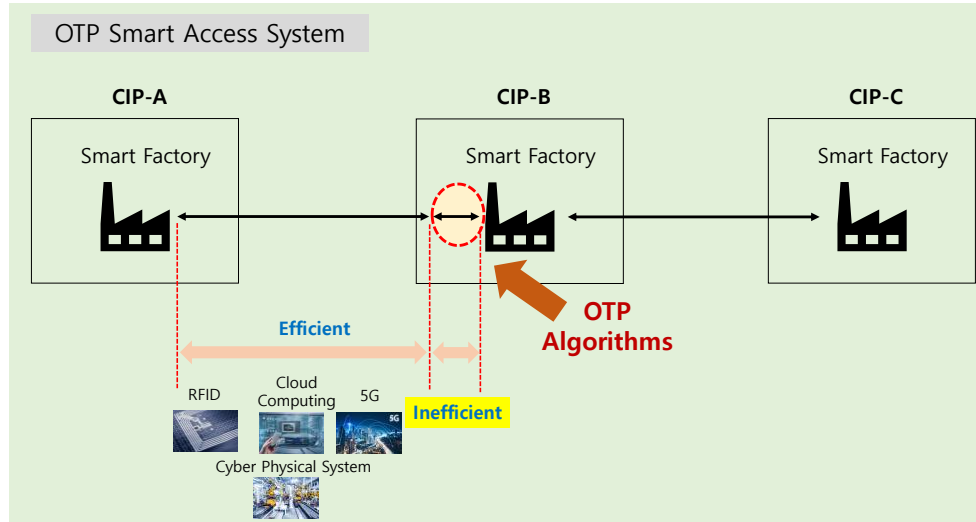 OTP Smart Access System
CIP-A
CIP-B
CIP-C
Smart Factory
Smart Factory
Smart Factory
OTP
Algorithms
Efficient
RFID
Cloud
Computing
5G
5G
Inefficient
Cyber Physical System